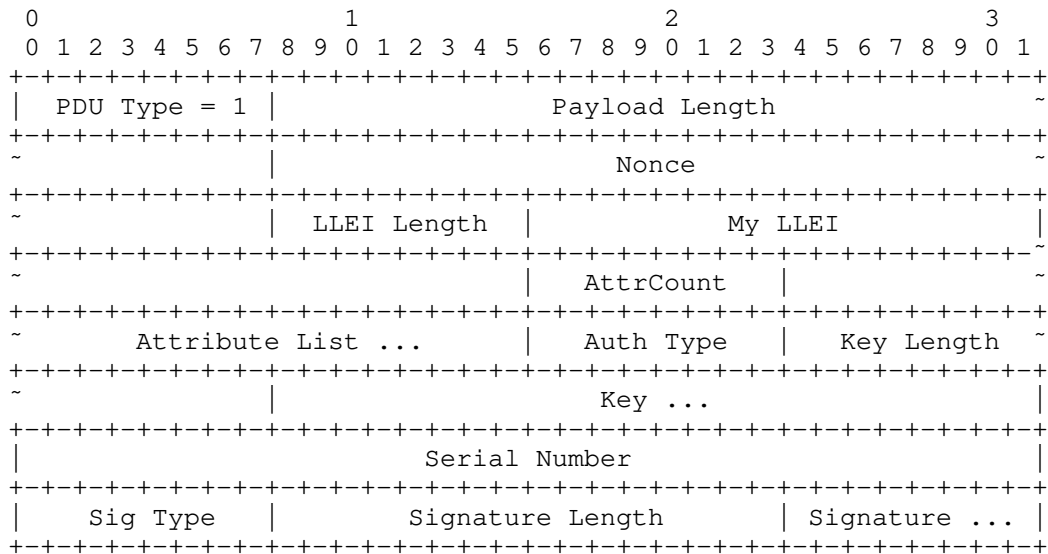 0                   1                   2                   3
 0 1 2 3 4 5 6 7 8 9 0 1 2 3 4 5 6 7 8 9 0 1 2 3 4 5 6 7 8 9 0 1
+-+-+-+-+-+-+-+-+-+-+-+-+-+-+-+-+-+-+-+-+-+-+-+-+-+-+-+-+-+-+-+-+
|  PDU Type = 1 |                 Payload Length                ~
+-+-+-+-+-+-+-+-+-+-+-+-+-+-+-+-+-+-+-+-+-+-+-+-+-+-+-+-+-+-+-+-+
~               |                     Nonce                     ~
+-+-+-+-+-+-+-+-+-+-+-+-+-+-+-+-+-+-+-+-+-+-+-+-+-+-+-+-+-+-+-+-+
~               |  LLEI Length  |            My LLEI            |
+-+-+-+-+-+-+-+-+-+-+-+-+-+-+-+-+-+-+-+-+-+-+-+-+-+-+-+-+-+-+-+-~
~                               |   AttrCount   |               ~
+-+-+-+-+-+-+-+-+-+-+-+-+-+-+-+-+-+-+-+-+-+-+-+-+-+-+-+-+-+-+-+-+
~       Attribute List ...      |   Auth Type   |   Key Length  ~
+-+-+-+-+-+-+-+-+-+-+-+-+-+-+-+-+-+-+-+-+-+-+-+-+-+-+-+-+-+-+-+-+
~               |                    Key ...                    |
+-+-+-+-+-+-+-+-+-+-+-+-+-+-+-+-+-+-+-+-+-+-+-+-+-+-+-+-+-+-+-+-+
|                         Serial Number                         |
+-+-+-+-+-+-+-+-+-+-+-+-+-+-+-+-+-+-+-+-+-+-+-+-+-+-+-+-+-+-+-+-+
|    Sig Type   |        Signature Length       | Signature ... |
+-+-+-+-+-+-+-+-+-+-+-+-+-+-+-+-+-+-+-+-+-+-+-+-+-+-+-+-+-+-+-+-+